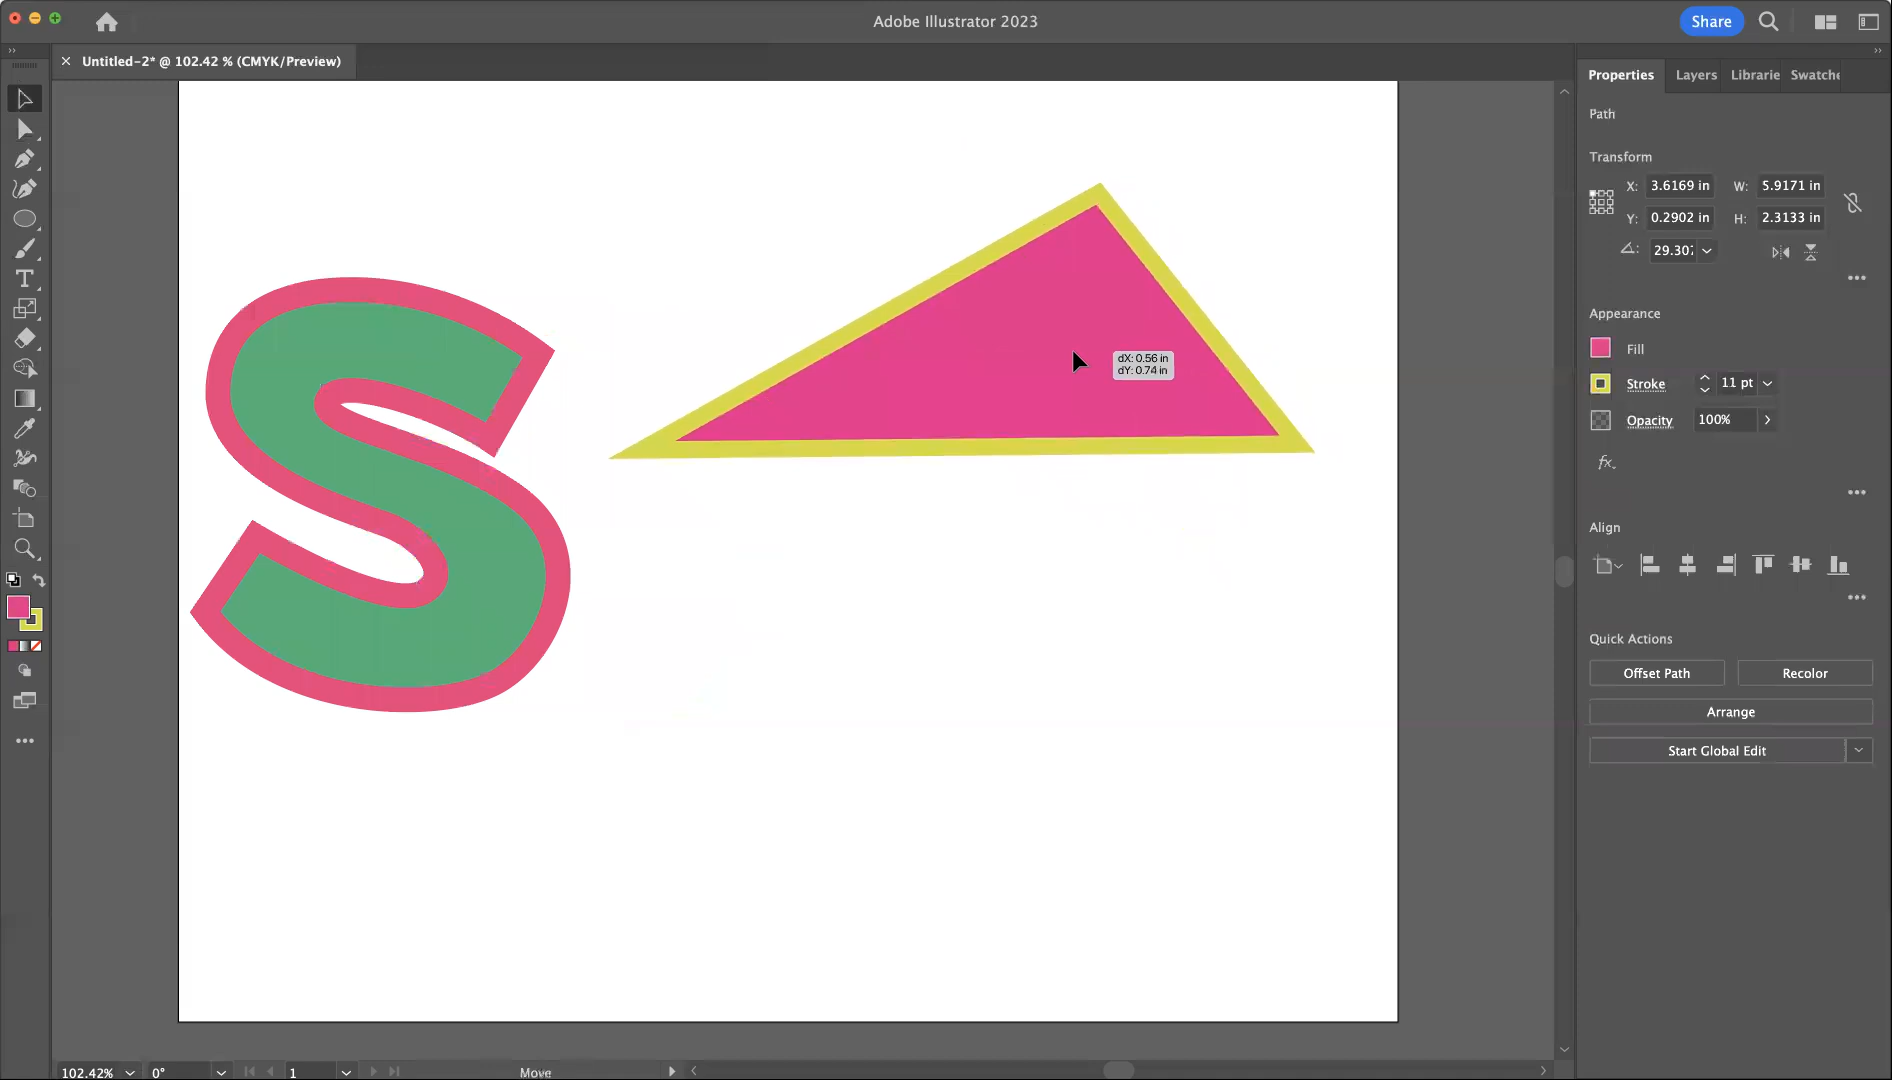 Adobe Illustrator 2023
Share
× Untitled-2* @ 102.42 % (CMYK/Preview)
Properties Layers Librarie Swatche
Path
Transform
X: 3.6169 in W: 5.9171 in
Y: 0.2902 in H: 2.3133 in
29.307
Appearance
Fill
Stroke 11 pt
Opacity 100%
fx.
Align
Quick Actions
Offset Path Recolor
Arrange
Start Global Edit
dX: 0.56 in
dY: 0.74 in
S
T
102.42% 0° 1 Move